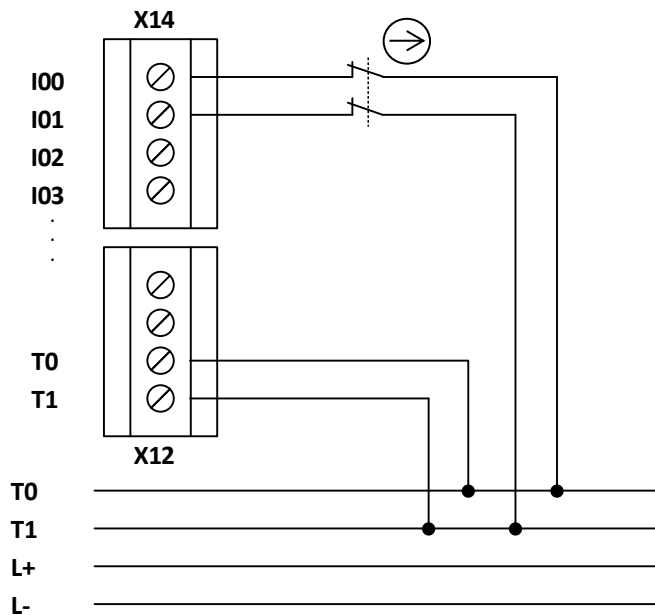 X14
I00
I01
I02
I03
.
.
.
T0
T1
X12
T0
T1
L+
L-